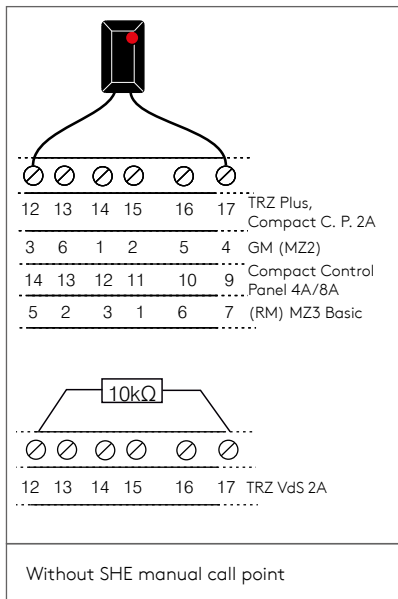 12 13 14 15 16 17 TRZ Plus,
Compact C. P. 2A
3 6 1 2 5 4 GM (MZ2)
14 13 12 11 10 9 Compact Control
Panel 4A/8A
5 2 3 1 6 7 (RM) MZ3 Basic
10kΩ
12 13 14 15 16 17 TRZ VdS 2A
Without SHE manual call point